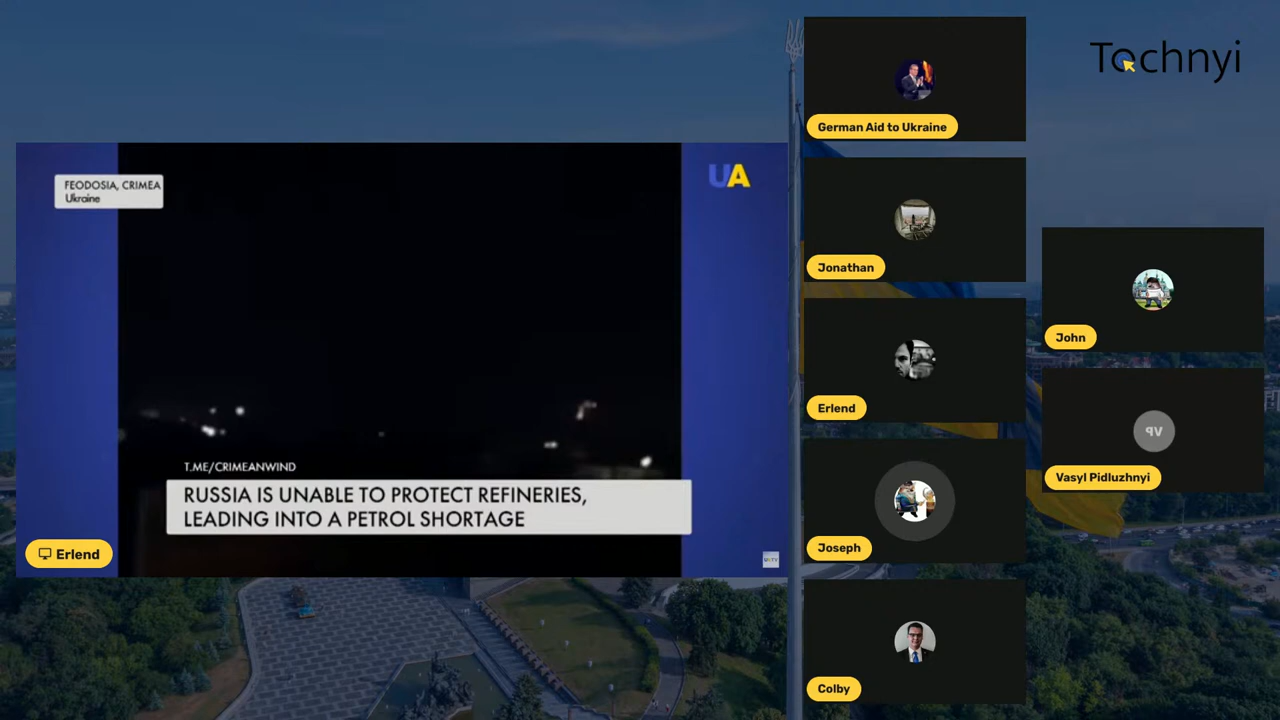 FEODOSIA, CRIMEA
Ukraine
UA
T.ME/CRIMEANWIND
RUSSIA IS UNABLE TO PROTECT REFINERIES,
LEADING INTO A PETROL SHORTAGE
Erlend
German Aid to Ukraine
Jonathan
Erlend
Joseph
Colby
Technyi
John
VP
Vasyl Pidluzhnyi